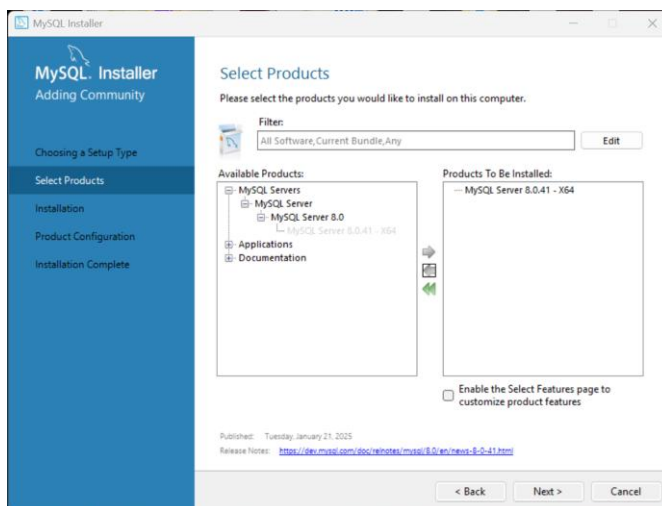 MySQL Installer
MySQL. Installer
Adding Community
Choosing a Setup Type
Select Products
Installation
Product Configuration
Installation Complete
Select Products
Please select the products you would like to install on this computer.
Filter:
All Software,Current Bundle,Any
Edit
Available Products:
MySQL Servers
MySQL Server
MySQL Server 8.0
MySQL Server 8.0.41 - X64
Applications
Documentation
Products To Be Installed:
MySQL Server 8.0.41 - X64
Enable the Select Features page to
customize product features
Published: Tuesday, January 21, 2025
Release Notes: https://dev.mysql.com/doc/relnotes/mysql/8.0/en/news-8-0-41.html
< Back Next > Cancel